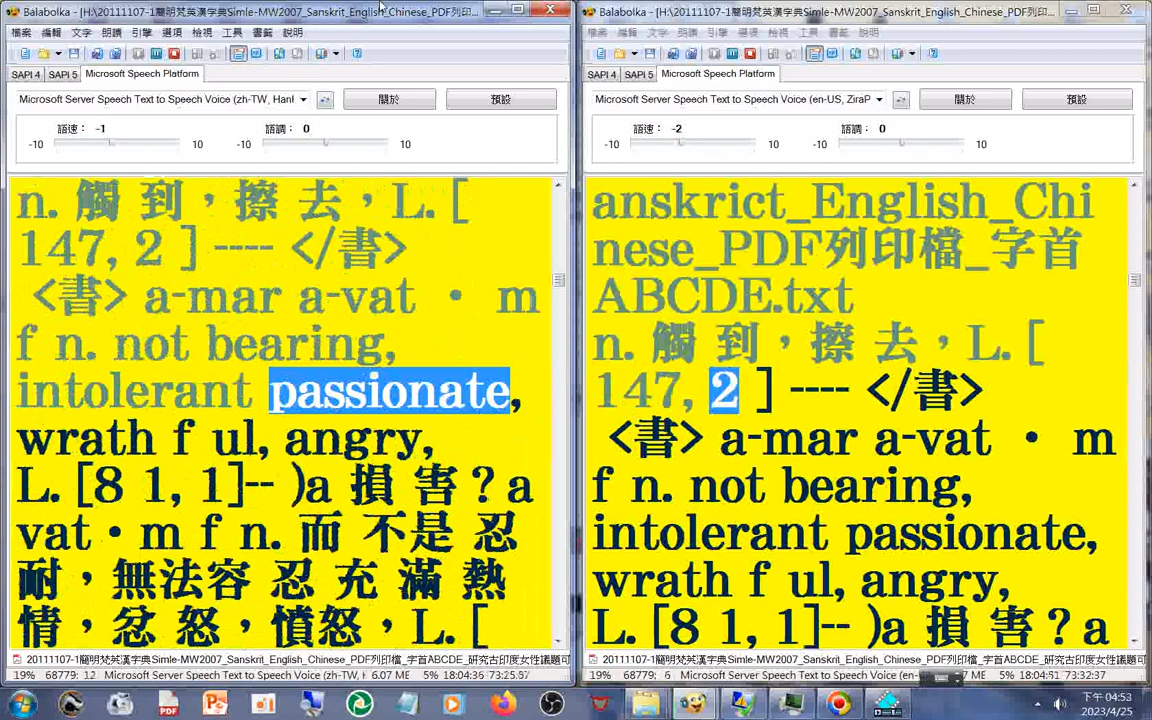 Balabolka - [H:\20111107-1簡明梵英漢字典Simle-MW2007_Sanskrit_English_Chinese_PDF列印...
檔案 編輯 文字 朗讀 引擎 選項 檢視 工具 書籤 說明
SAPI 4 SAPI 5 Microsoft Speech Platform
Microsoft Server Speech Text to Speech Voice (zh-TW, Hanl 關於 預設
語速： -1 語調： 0
-10 10 -10 10
n. 觸 到，擦 去，L. [
147, 2 ] ---- </書>
<書> a-mar a-vat • m
f n. not bearing,
intolerant passionate,
wrath f ul, angry,
L. [8 1, 1]-- )a 損 害？a
vat • m f n. 而 不是 忍
耐，無法容 忍 充 滿 熱
情，忿 怒，憤怒，L. [
20111107-1簡明梵英漢字典Simle-MW2007_Sanskrit_English_Chinese_PDF列印檔_字首ABCDE_研究古印度女性議題可
19% 68779: 12 Microsoft Server Speech Text to Speech Voice (zh-TW, H 6.07 MB 5% 18:04:36 73:25:57
Balabolka - [H:\20111107-1簡明梵英漢字典Simle-MW2007_Sanskrit_English_Chinese_PDF列印...
檔案 編輯 文字 朗讀 引擎 選項 檢視 工具 書籤 說明
SAPI 4 SAPI 5 Microsoft Speech Platform
Microsoft Server Speech Text to Speech Voice (en-US, ZiraP 關於 預設
語速： -2 語調： 0
-10 10 -10 10
anskrict_English_Chi
nese_PDF列印檔_字首
ABCDE.txt
n. 觸 到，擦 去，L. [
147, 2 ] ---- </書>
<書> a-mar a-vat • m
f n. not bearing,
intolerant passionate,
wrath f ul, angry,
L. [8 1, 1]-- )a 損 害？a
20111107-1簡明梵英漢字典Simle-MW2007_Sanskrit_English_Chinese_PDF列印檔_字首ABCDE_研究古印度女性議題可
19% 68779: 6 Microsoft Server Speech Text to Speech 6.07 MB 5% 18:04:51 73:32:37
下午 04:53
2023/4/25